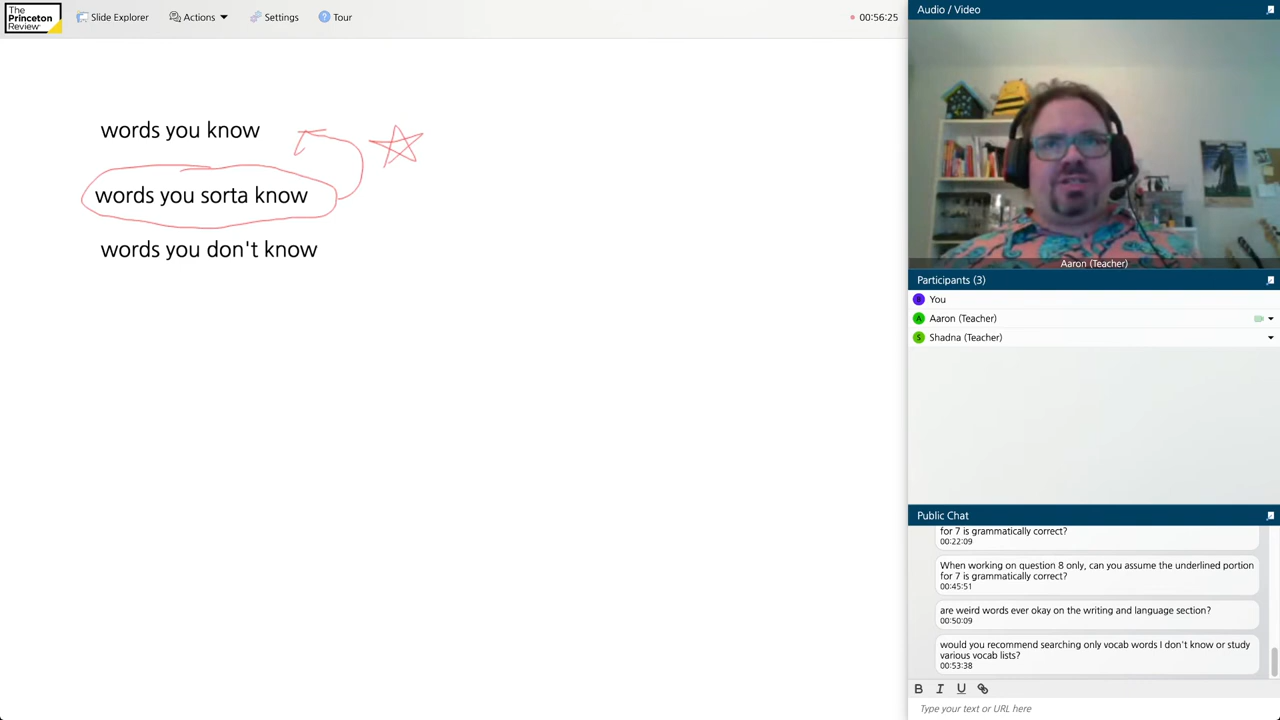 The
Princeton
Review
Slide Explorer
Actions
Settings
? Tour
00:56:25
words you know
words you sorta know
words you don't know
Audio / Video
Aaron (Teacher)
Participants (3)
You
A Aaron (Teacher)
S Shadna (Teacher)
Public Chat
for 7 is grammatically correct?
00:22:09
When working on question 8 only, can you assume the underlined portion
for 7 is grammatically correct?
00:45:51
are weird words ever okay on the writing and language section?
00:50:09
would you recommend searching only vocab words I don't know or study
various vocab lists?
00:53:38
B I U
Type your text or URL here